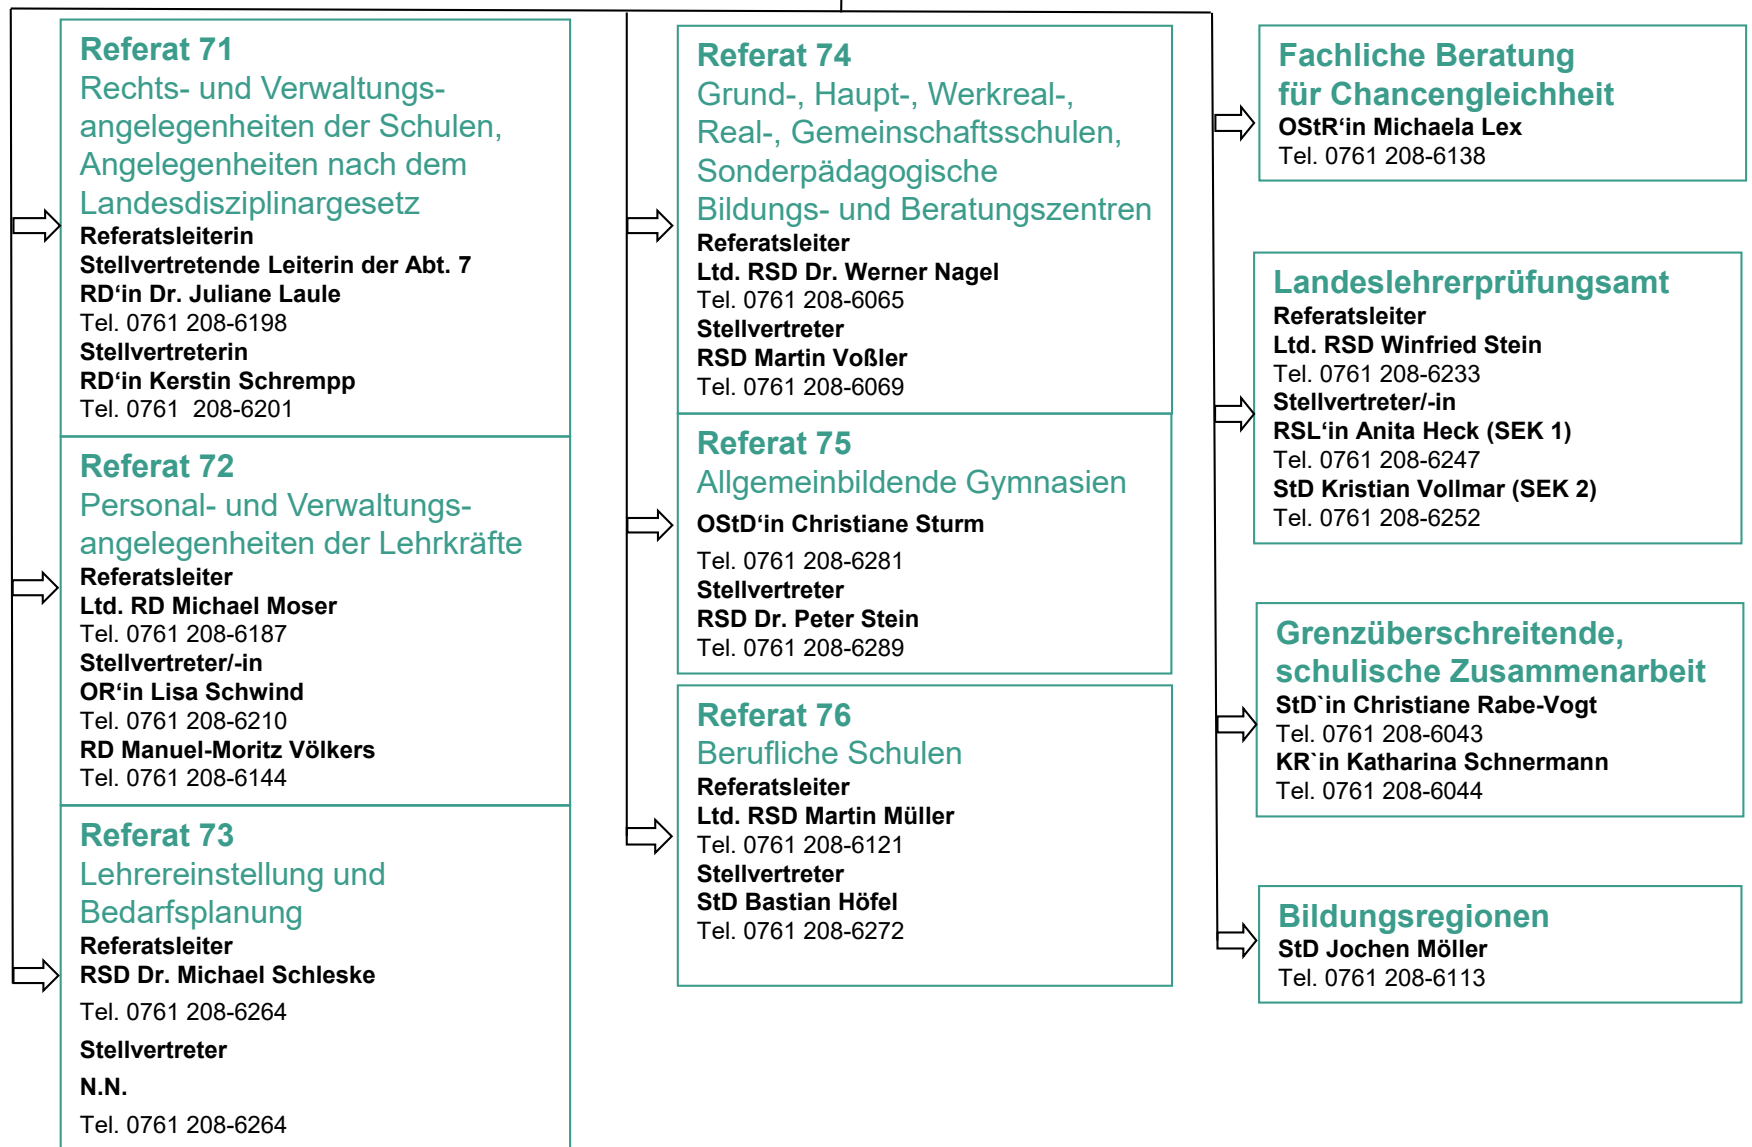 Referat 71
Rechts- und Verwaltungs-
angelegenheiten der Schulen,
Angelegenheiten nach dem
Landesdisziplinargesetz
Referatsleiterin
Stellvertretende Leiterin der Abt. 7
RD‘in Dr. Juliane Laule
Tel. 0761 208-6198
Stellvertreterin
RD‘in Kerstin Schrempp
Tel. 0761  208-6201
Referat 72
Personal- und Verwaltungs-
angelegenheiten der Lehrkräfte
Referatsleiter
Ltd. RD Michael Moser
Tel. 0761 208-6187
Stellvertreter/-in
OR‘in Lisa Schwind
Tel. 0761 208-6210
RD Manuel-Moritz Völkers
Tel. 0761 208-6144
Referat 73
Lehrereinstellung und
Bedarfsplanung
Referatsleiter
RSD Dr. Michael Schleske
Tel. 0761 208-6264
Stellvertreter
N.N.
Tel. 0761 208-6264
Referat 74
Grund-, Haupt-, Werkreal-,
Real-, Gemeinschaftsschulen,
Sonderpädagogische
Bildungs- und Beratungszentren
Referatsleiter
Ltd. RSD Dr. Werner Nagel
Tel. 0761 208-6065
Stellvertreter
RSD Martin Voßler
Tel. 0761 208-6069
Referat 75
Allgemeinbildende Gymnasien
OStD‘in Christiane Sturm
Tel. 0761 208-6281
Stellvertreter
RSD Dr. Peter Stein
Tel. 0761 208-6289
Referat 76
Berufliche Schulen
Referatsleiter
Ltd. RSD Martin Müller
Tel. 0761 208-6121
Stellvertreter
StD Bastian Höfel
Tel. 0761 208-6272
Fachliche Beratung
für Chancengleichheit
OStR‘in Michaela Lex
Tel. 0761 208-6138
Landeslehrerprüfungsamt
Referatsleiter
Ltd. RSD Winfried Stein
Tel. 0761 208-6233
Stellvertreter/-in
RSL‘in Anita Heck (SEK 1)
Tel. 0761 208-6247
StD Kristian Vollmar (SEK 2)
Tel. 0761 208-6252
Grenzüberschreitende,
schulische Zusammenarbeit
StD`in Christiane Rabe-Vogt
Tel. 0761 208-6043
KR`in Katharina Schnermann
Tel. 0761 208-6044
Bildungsregionen
StD Jochen Möller
Tel. 0761 208-6113